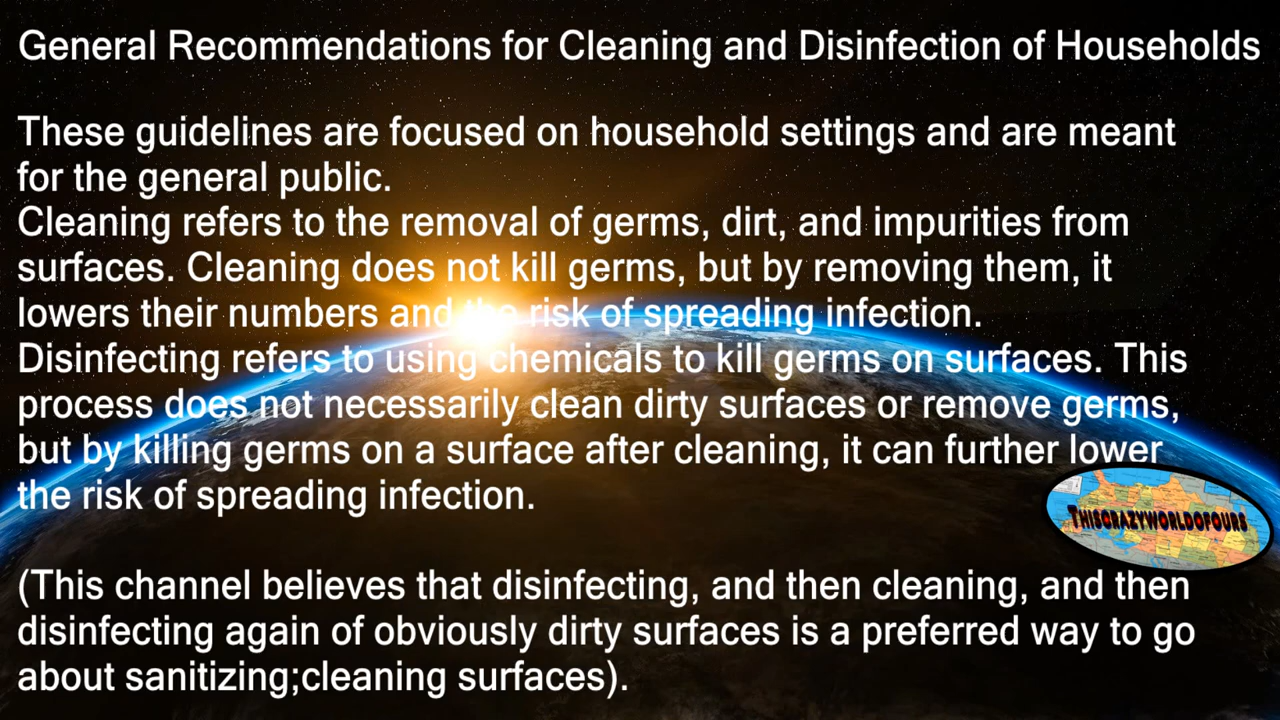 General Recommendations for Cleaning and Disinfection of Households
These guidelines are focused on household settings and are meant
for the general public.
Cleaning refers to the removal of germs, dirt, and impurities from
surfaces. Cleaning does not kill germs, but by removing them, it
lowers their numbers and the risk of spreading infection.
Disinfecting refers to using chemicals to kill germs on surfaces. This
process does not necessarily clean dirty surfaces or remove germs,
but by killing germs on a surface after cleaning, it can further lower
the risk of spreading infection.
THISCRAZYWORLDOFOURS
(This channel believes that disinfecting, and then cleaning, and then
disinfecting again of obviously dirty surfaces is a preferred way to go
about sanitizing;cleaning surfaces).